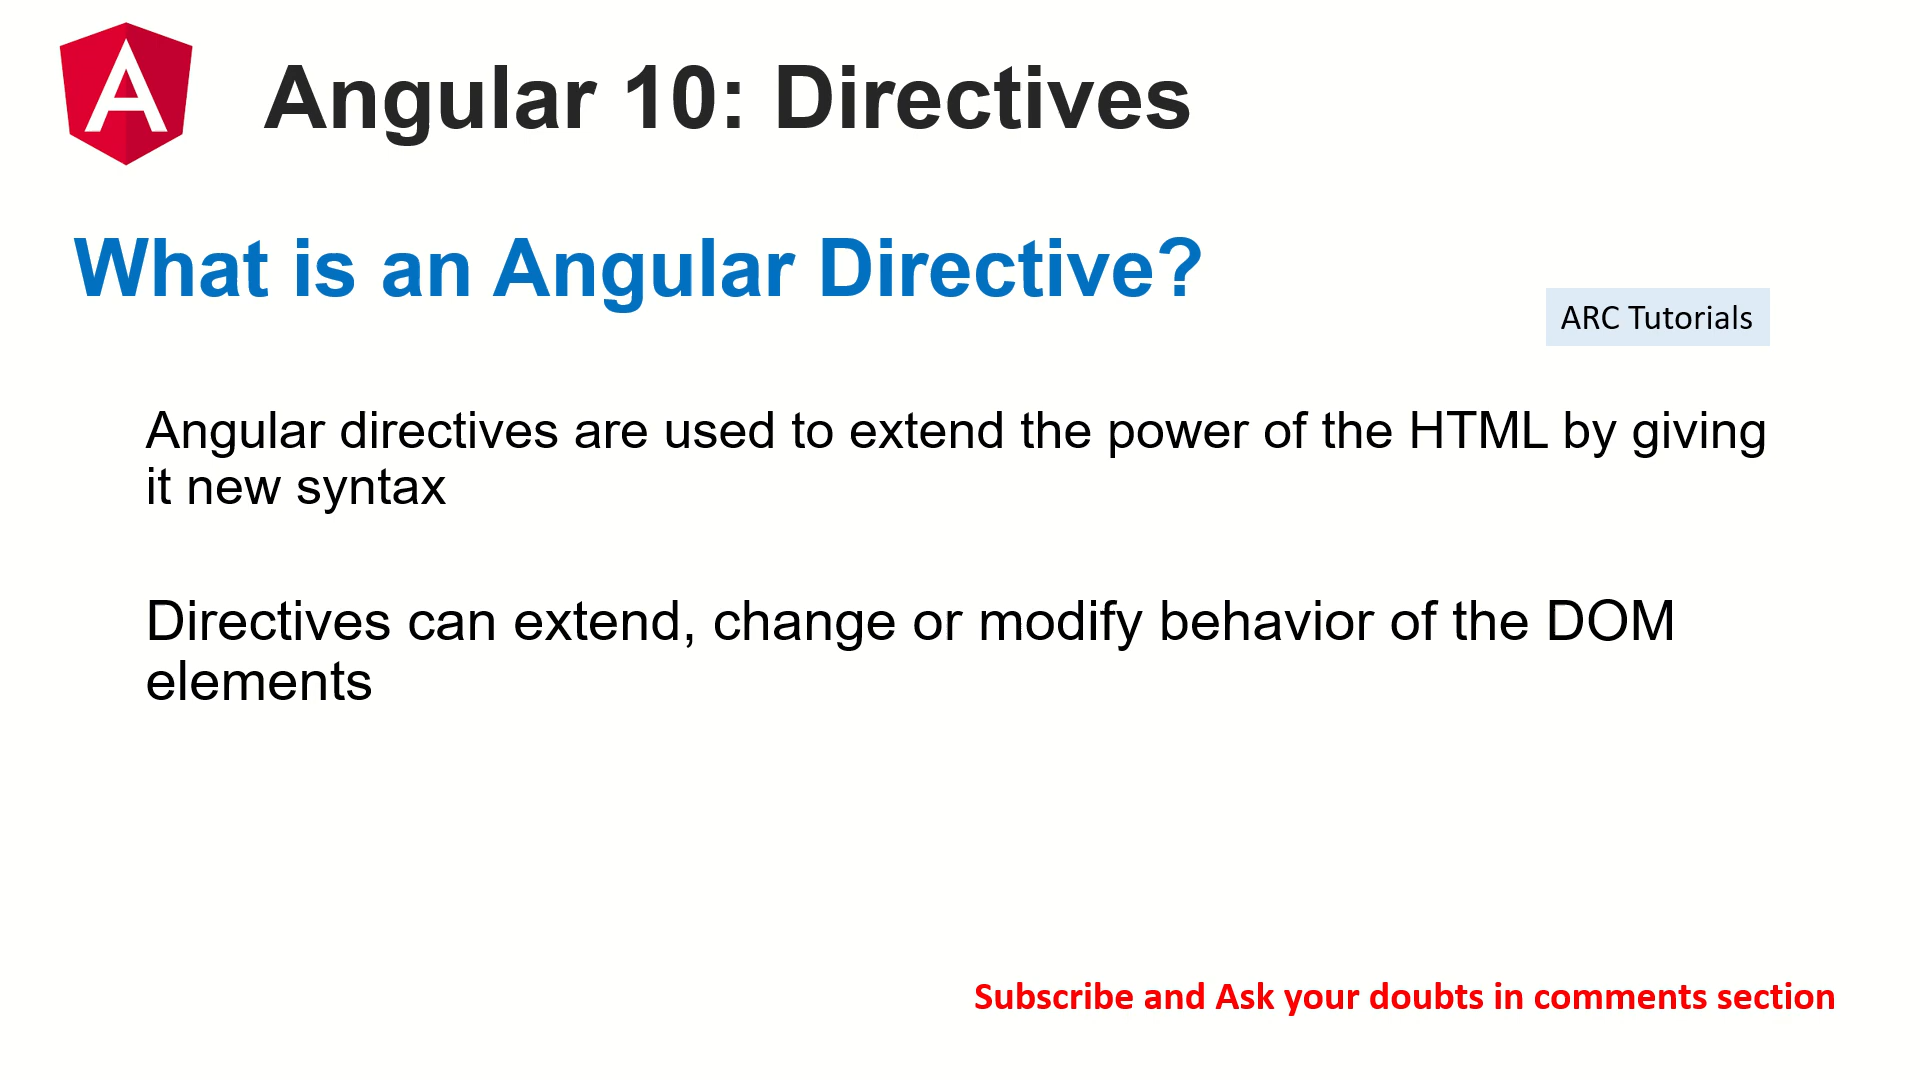 Angular 10: Directives
What is an Angular Directive?
ARC Tutorials
Angular directives are used to extend the power of the HTML by giving
it new syntax
Directives can extend, change or modify behavior of the DOM
elements
Subscribe and Ask your doubts in comments section